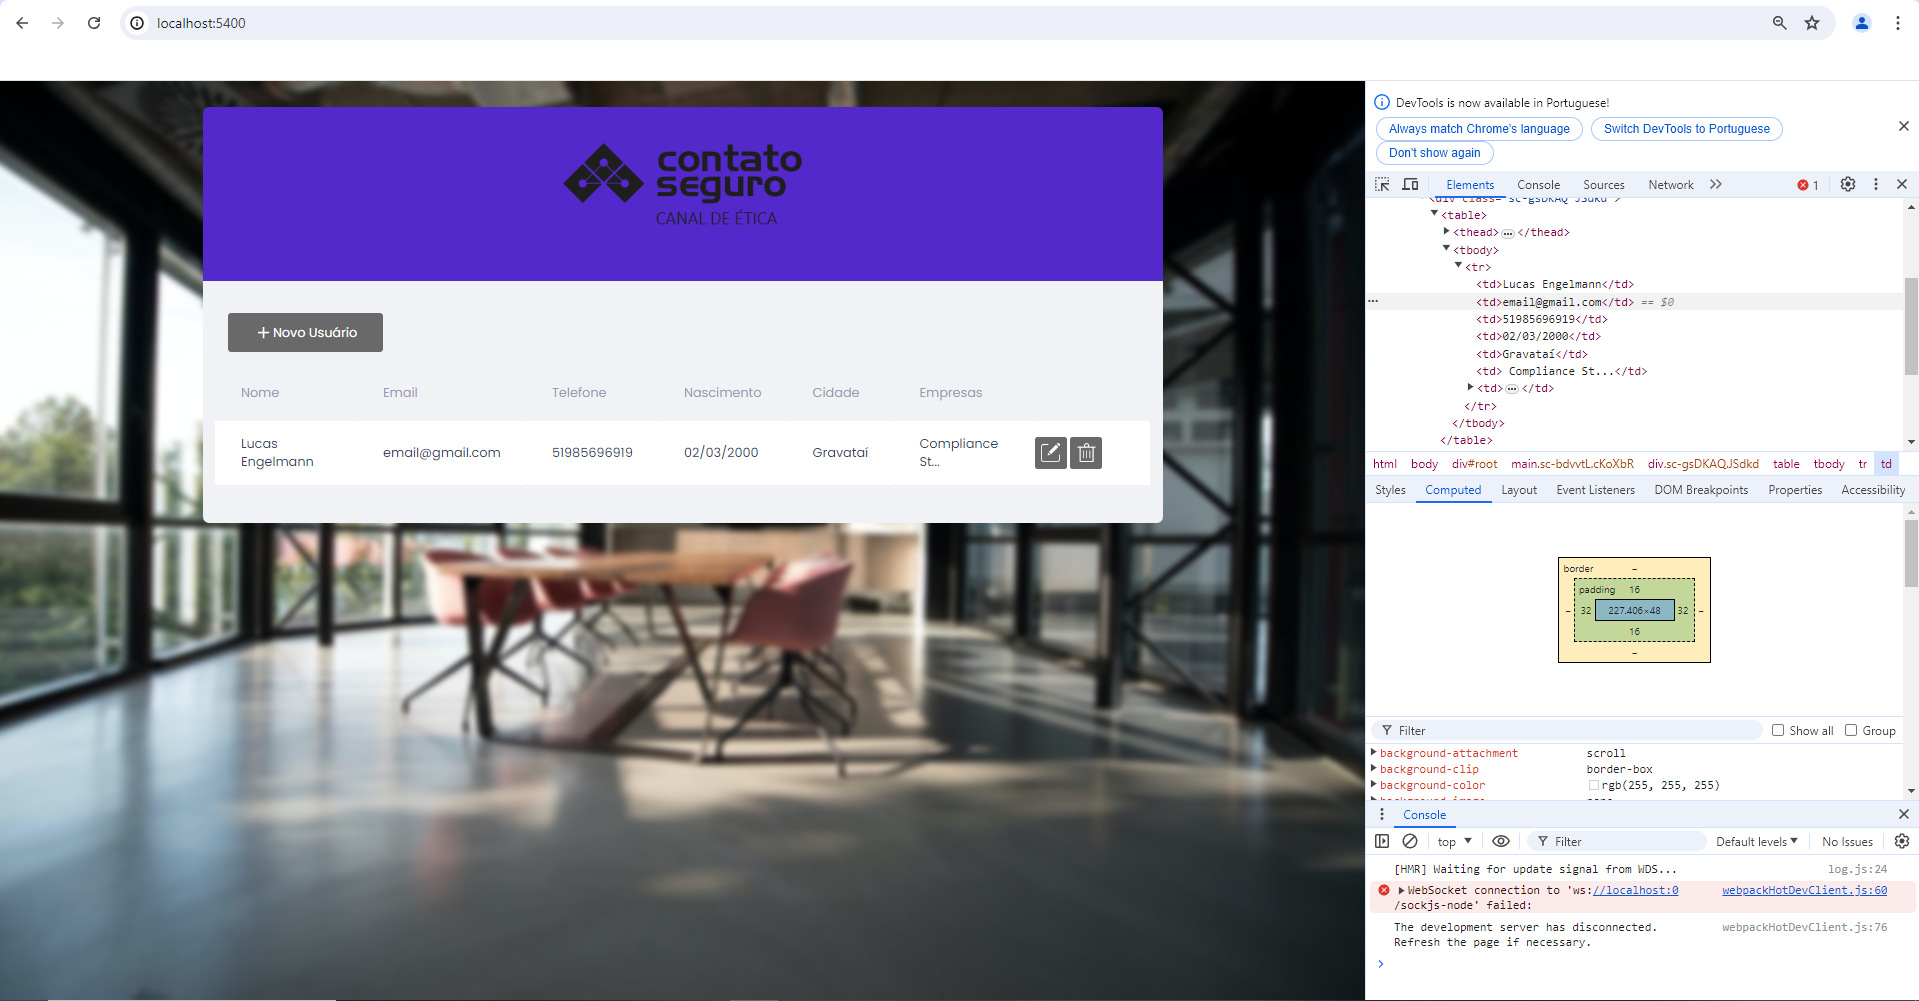 localhost:5400
contato
seguro
CANAL DE ÉTICA
+ Novo Usuário
Nome Email Telefone Nascimento Cidade Empresas
Lucas Engelmann email@gmail.com 51985696919 02/03/2000 Gravataí Compliance St...
DevTools is now available in Portuguese!
Always match Chrome's language Switch DevTools to Portuguese
Don't show again
Elements Console Sources Network 1
<div class="sc-gsDKAQ JSdkd">
<table>
<thead>…</thead>
<tbody>
<tr>
<td>Lucas Engelmann</td>
… <td>email@gmail.com</td> == $0
<td>51985696919</td>
<td>02/03/2000</td>
<td>Gravataí</td>
<td> Compliance St...</td>
<td>…</td>
</tr>
</tbody>
</table>
html body div#root main.sc-bdvvtL.cKoXbR div.sc-gsDKAQ.JSdkd table tbody tr td
Styles Computed Layout Event Listeners DOM Breakpoints Properties Accessibility
border –
padding 16
– 32 227.406×48 32 –
16
–
Filter Show all Group
background-attachment scroll
background-clip border-box
background-color rgb(255, 255, 255)
Console
top Filter Default levels No Issues
[HMR] Waiting for update signal from WDS... log.js:24
WebSocket connection to 'ws://localhost:0 webpackHotDevClient.js:60
/sockjs-node' failed:
The development server has disconnected. webpackHotDevClient.js:76
Refresh the page if necessary.